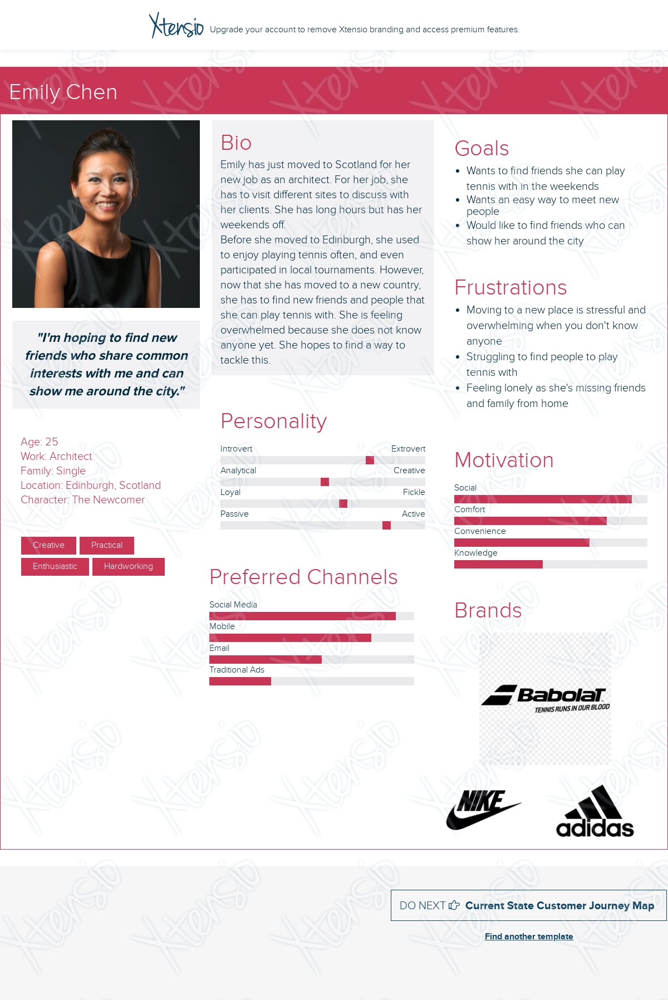 Xtensio Upgrade your account to remove Xtensio branding and access premium features.
Emily Chen
"I'm hoping to find new
friends who share common
interests with me and can
show me around the city."
Age: 25
Work: Architect
Family: Single
Location: Edinburgh, Scotland
Character: The Newcomer
Creative Practical
Enthusiastic Hardworking
Bio
Emily has just moved to Scotland for her
new job as an architect. For her job, she
has to visit different sites to discuss with
her clients. She has long hours but has her
weekends off.
Before she moved to Edinburgh, she used
to enjoy playing tennis often, and even
participated in local tournaments. However,
now that she has moved to a new country,
she has to find new friends and people that
she can play tennis with. She is feeling
overwhelmed because she does not know
anyone yet. She hopes to find a way to
tackle this.
Personality
Introvert Extrovert
Analytical Creative
Loyal Fickle
Passive Active
Preferred Channels
Social Media
Mobile
Email
Traditional Ads
Goals
• Wants to find friends she can play
tennis with in the weekends
• Wants an easy way to meet new
people
• Would like to find friends who can
show her around the city
Frustrations
• Moving to a new place is stressful and
overwhelming when you don't know
anyone
• Struggling to find people to play
tennis with
• Feeling lonely as she's missing friends
and family from home
Motivation
Social
Comfort
Convenience
Knowledge
Brands
Babolat
TENNIS RUNS IN OUR BLOOD
NIKE adidas
DO NEXT Current State Customer Journey Map
Find another template